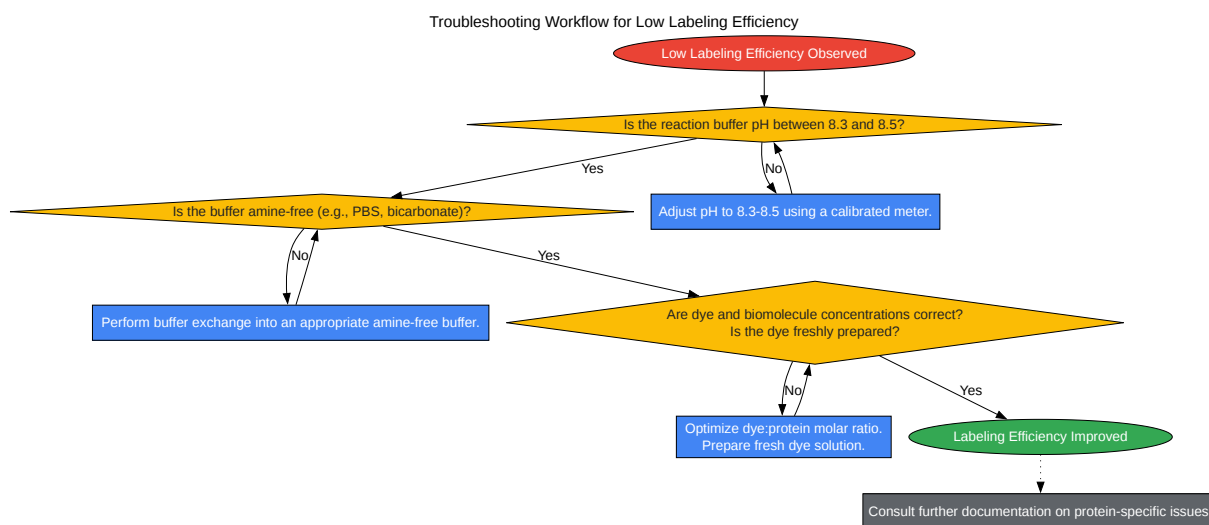 Troubleshooting Workflow for Low Labeling Efficiency
Low Labeling Efficiency Observed
Is the reaction buffer pH between 8.3 and 8.5?
Yes
No
Is the buffer amine-free (e.g., PBS, bicarbonate)?
Adjust pH to 8.3-8.5 using a calibrated meter.
No
Yes
Perform buffer exchange into an appropriate amine-free buffer.
Are dye and biomolecule concentrations correct?
Is the dye freshly prepared?
No
Yes
Optimize dye:protein molar ratio.
Prepare fresh dye solution.
Labeling Efficiency Improved
Consult further documentation on protein-specific issues